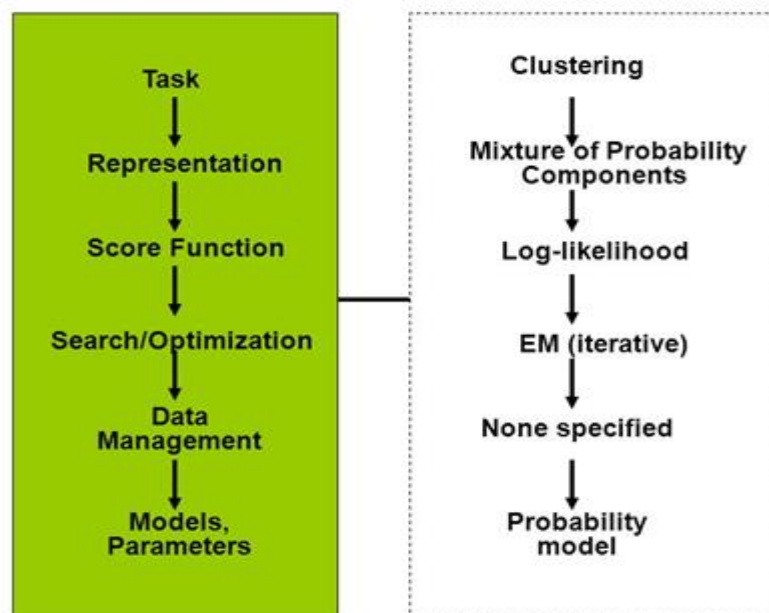 Task
Representation
Score Function
Search/Optimization
Data
Management
Models,
Parameters
Clustering
Mixture of Probability
Components
Log-likelihood
EM (iterative)
None specified
Probability
model